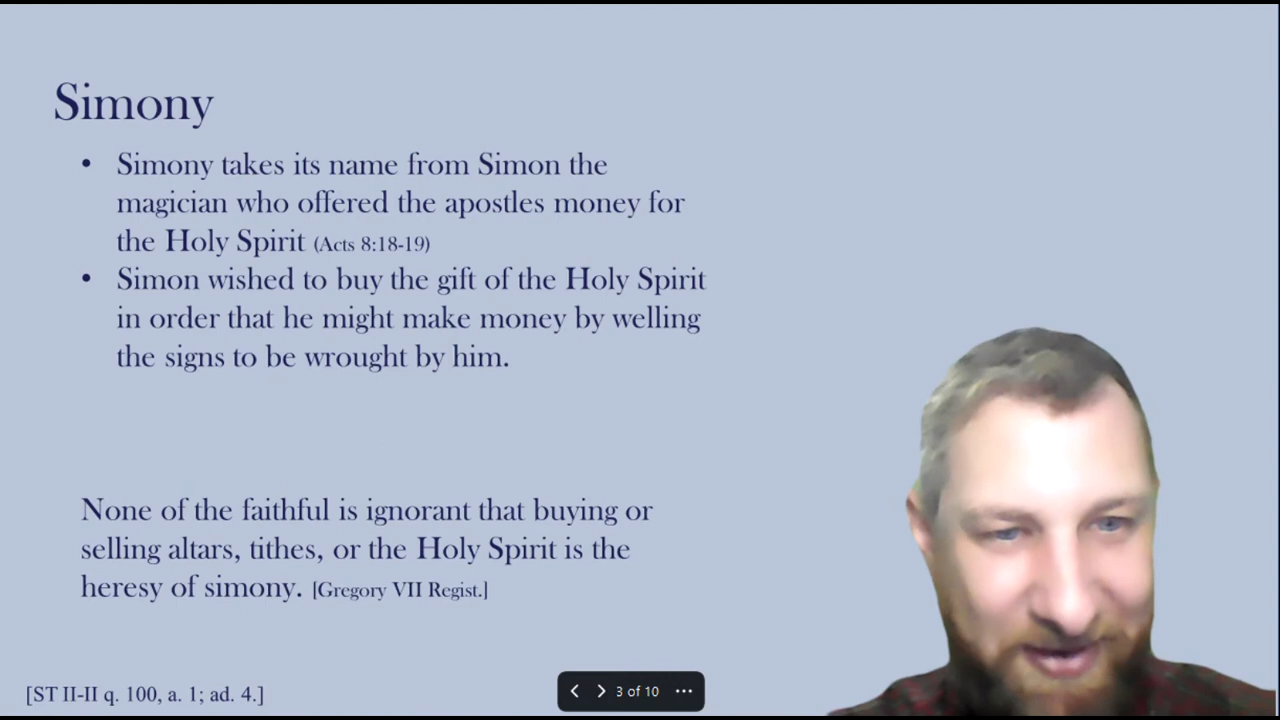 Simony
• Simony takes its name from Simon the
magician who offered the apostles money for
the Holy Spirit (Acts 8:18-19)
• Simon wished to buy the gift of the Holy Spirit
in order that he might make money by welling
the signs to be wrought by him.
None of the faithful is ignorant that buying or
selling altars, tithes, or the Holy Spirit is the
heresy of simony. [Gregory VII Regist.]
[ST II-II q. 100, a. 1; ad. 4.]
3 of 10